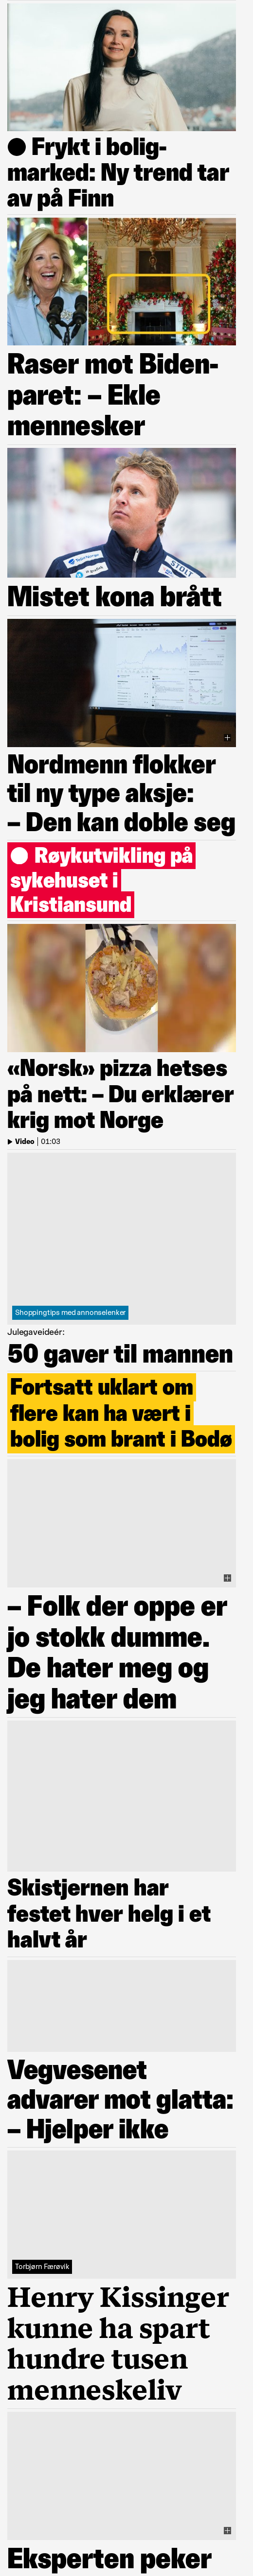 Frykt i bolig-
marked: Ny trend tar
av på Finn
Raser mot Biden-
paret: – Ekle
mennesker
STÖLT
Mistet kona brått
Nordmenn flokker
til ny type aksje:
– Den kan doble seg
Røykutvikling på
sykehuset i
Kristiansund
«Norsk» pizza hetses
på nett: – Du erklærer
krig mot Norge
Video | 01:03
Shoppingtips med annonselenker
Julegaveideér:
50 gaver til mannen
Fortsatt uklart om
flere kan ha vært i
bolig som brant i Bodø
– Folk der oppe er
jo stokk dumme.
De hater meg og
jeg hater dem
Skistjernen har
festet hver helg i et
halvt år
Vegvesenet
advarer mot glatta:
– Hjelper ikke
Torbjørn Færøvik
Henry Kissinger
kunne ha spart
hundre tusen
menneskeliv
Eksperten peker